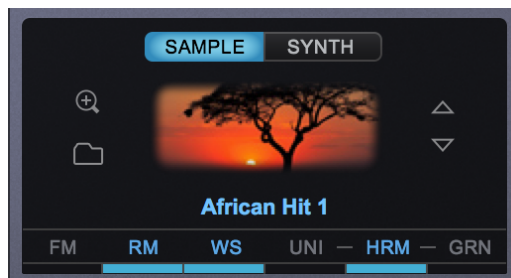 SAMPLE SYNTH
African Hit 1
FM RM WS UNI — HRM — GRN